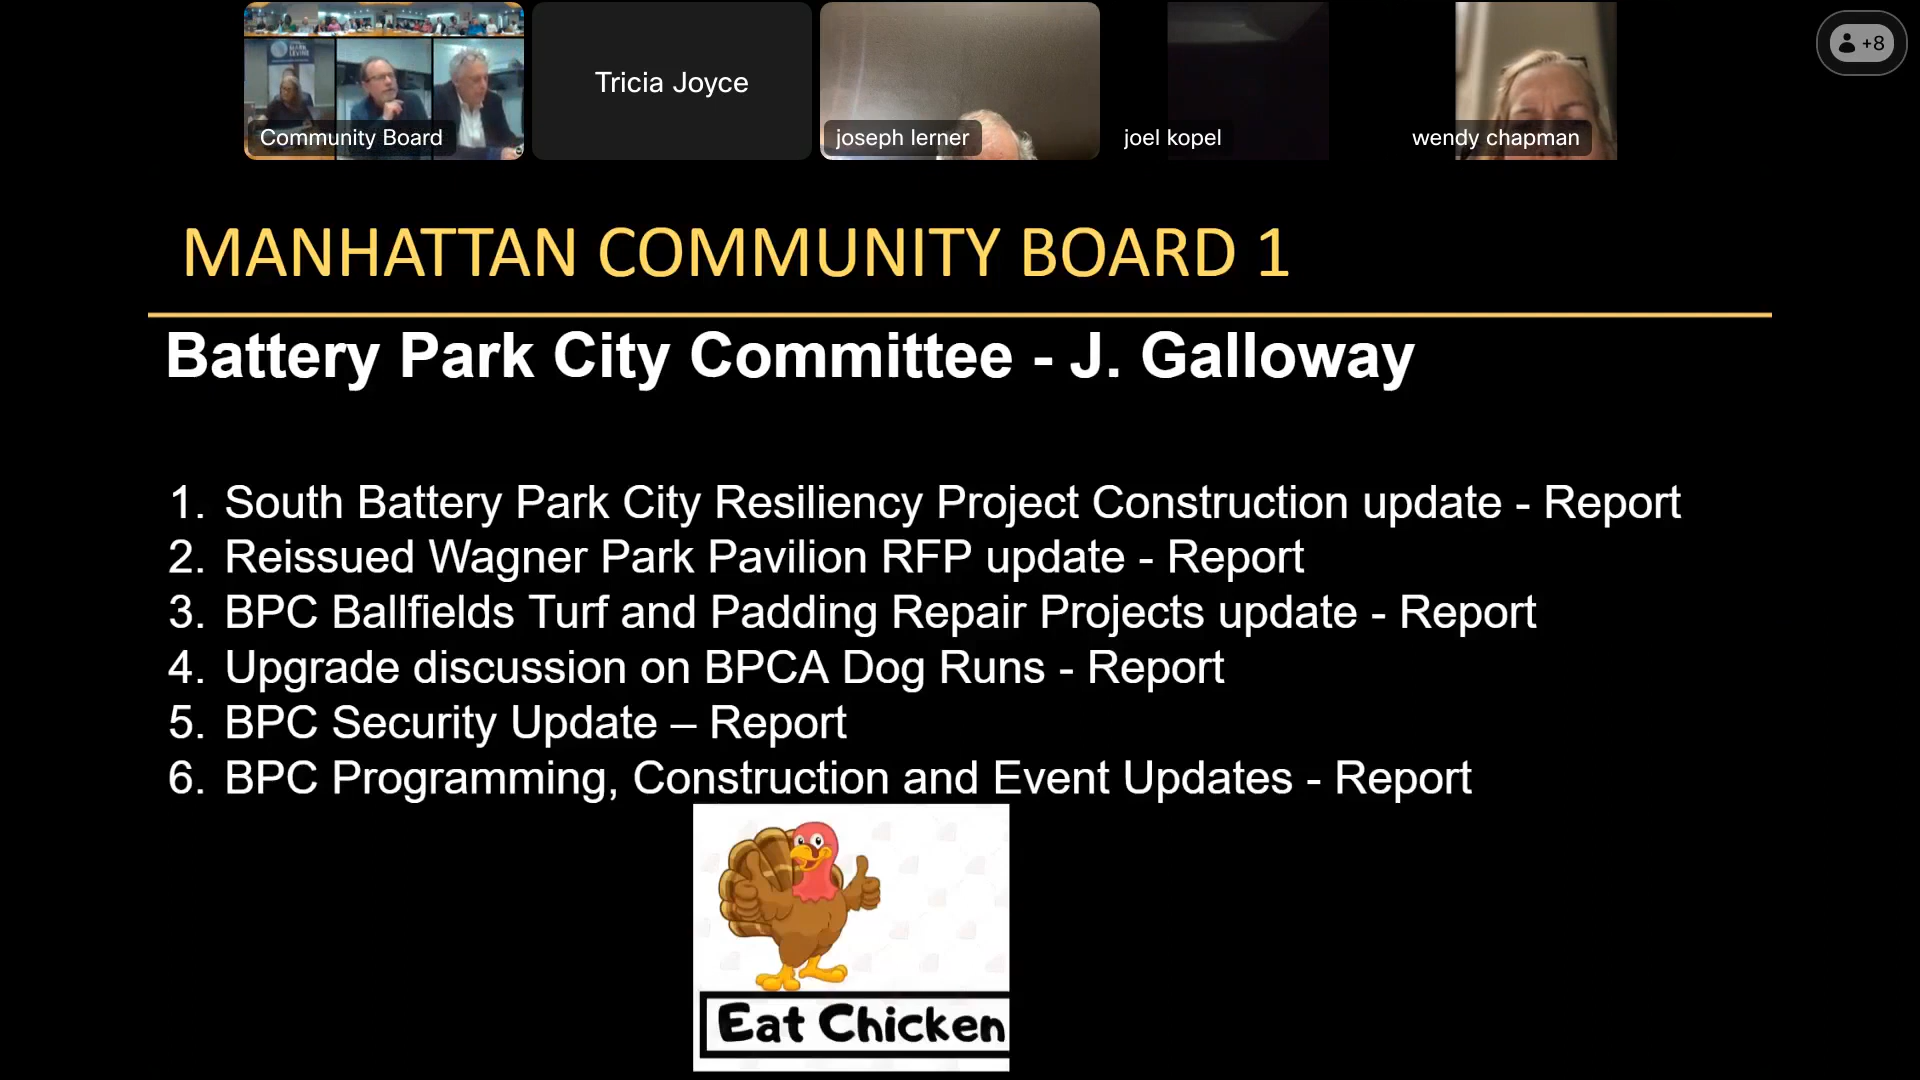 MARK
LEVINE
Community Board
Tricia Joyce
joseph lerner
joel kopel
wendy chapman
+8
MANHATTAN COMMUNITY BOARD 1
Battery Park City Committee - J. Galloway
1. South Battery Park City Resiliency Project Construction update - Report
2. Reissued Wagner Park Pavilion RFP update - Report
3. BPC Ballfields Turf and Padding Repair Projects update - Report
4. Upgrade discussion on BPCA Dog Runs - Report
5. BPC Security Update – Report
6. BPC Programming, Construction and Event Updates - Report
Eat Chicken